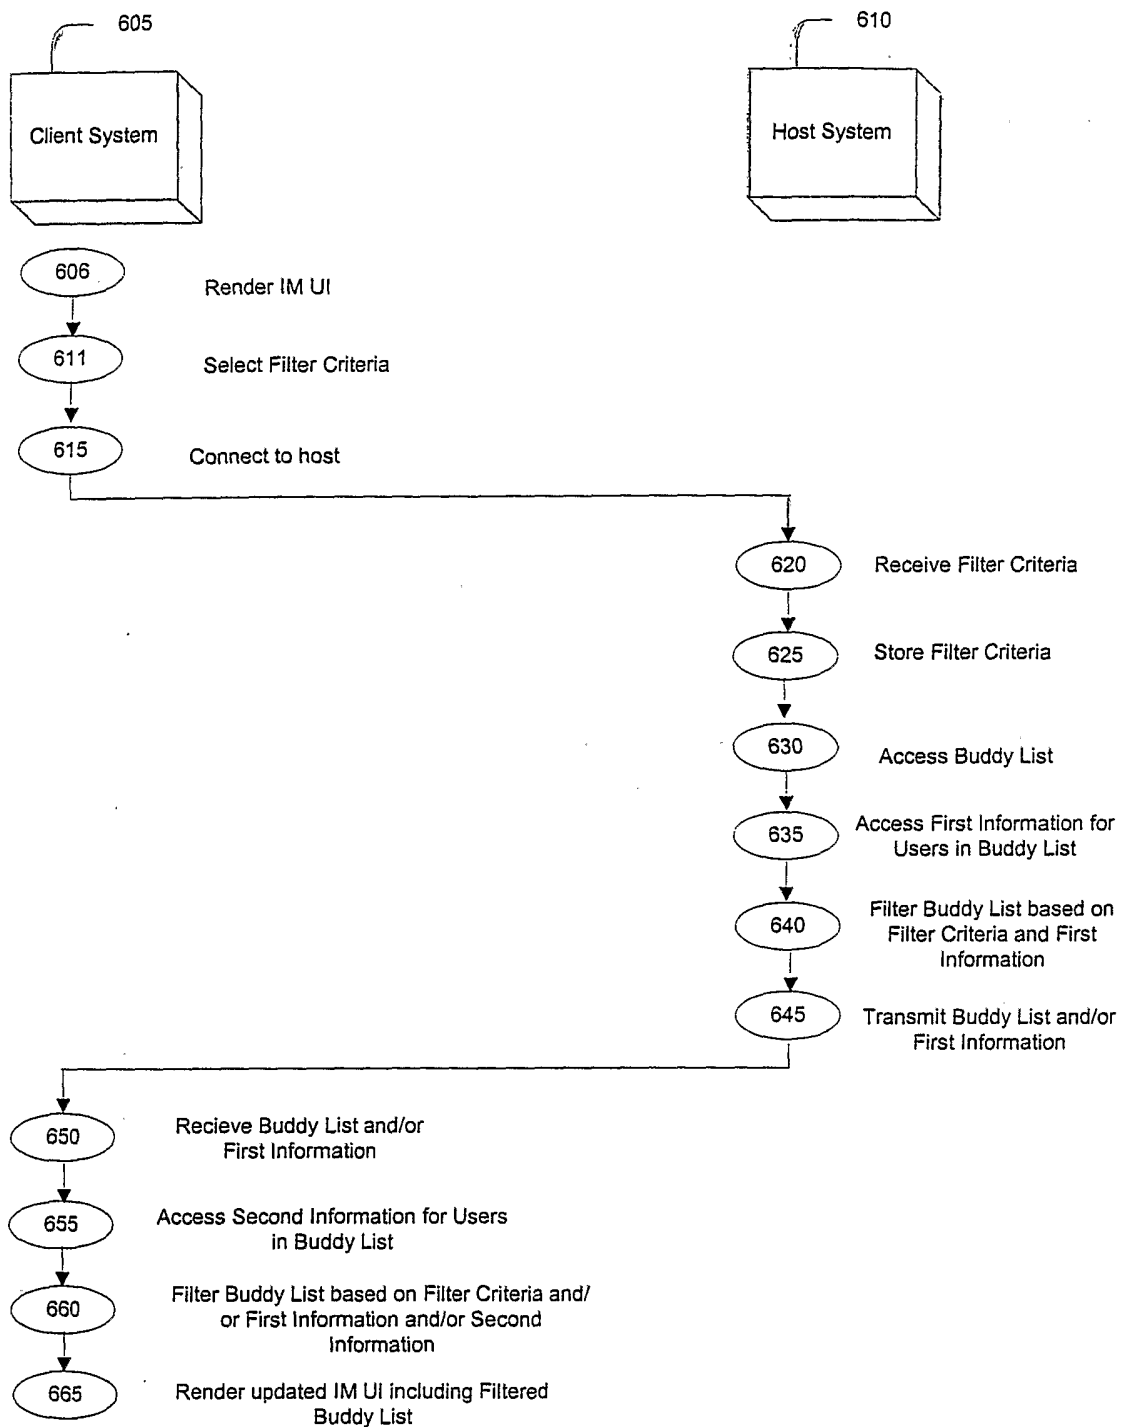 605
610
Client System
Host System
606
Render IM UI
611
Select Filter Criteria
615
Connect to host
620
Receive Filter Criteria
625
Store Filter Criteria
630
Access Buddy List
635
Access First Information for
Users in Buddy List
640
Filter Buddy List based on
Filter Criteria and First
Information
645
Transmit Buddy List and/or
First Information
650
Recieve Buddy List and/or
First Information
655
Access Second Information for Users
in Buddy List
660
Filter Buddy List based on Filter Criteria and/
or First Information and/or Second
Information
665
Render updated IM UI including Filtered
Buddy List